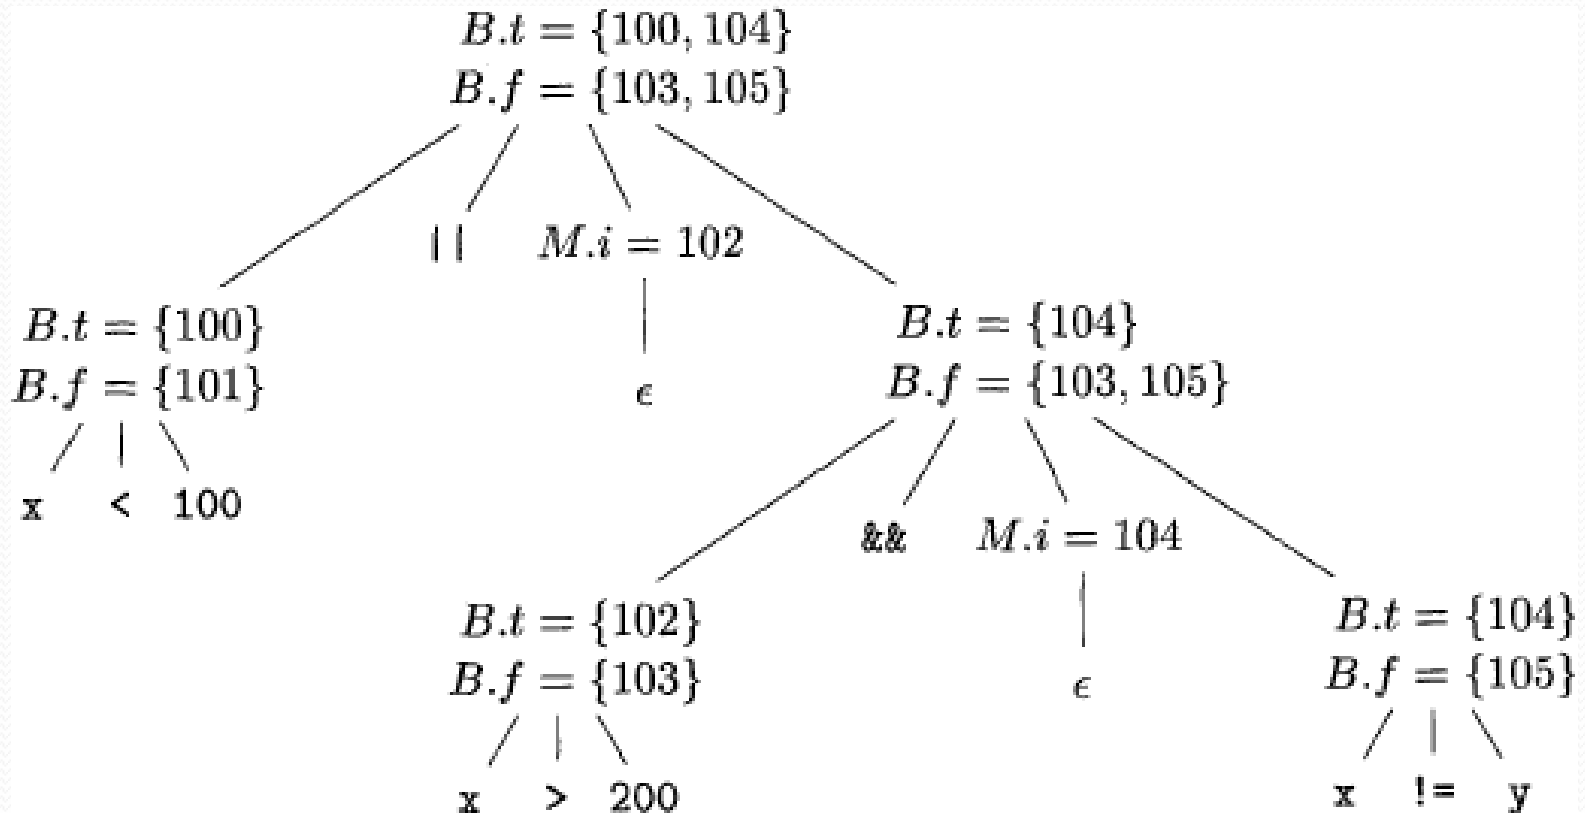 B.t = {100, 104}
B.f = {103, 105}
|| M.i = 102
B.t = {100}
B.f = {101}
ϵ
B.t = {104}
B.f = {103, 105}
x < 100
&& M.i = 104
B.t = {102}
B.f = {103}
ϵ
B.t = {104}
B.f = {105}
x > 200
x != y